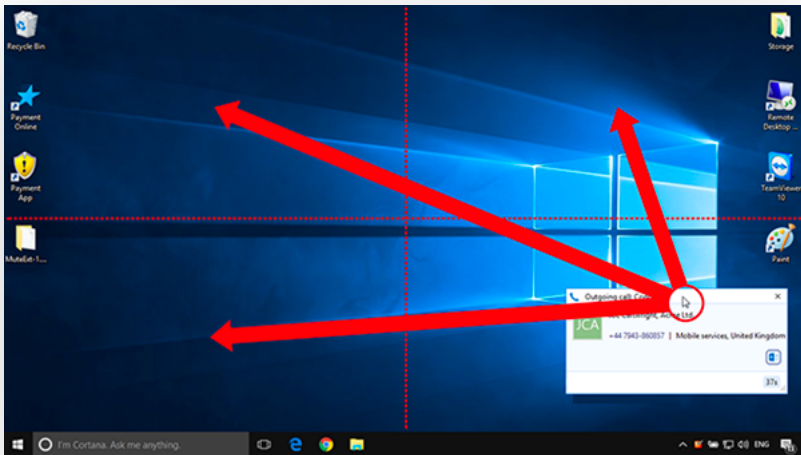 Recycle Bin
Storage
Payment
Online
Remote
Desktop ...
Payment
App
TeamViewer
10
MuteExt-1...
Paint
Outgoing call:
JCA
Ltd.
+44 7943-860857 | Mobile services, United Kingdom
37s
I'm Cortana. Ask me anything.
ENG